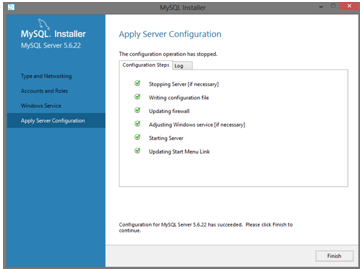 MySQL Installer
MySQL. Installer
MySQL Server 5.6.22
Type and Networking
Accounts and Roles
Windows Service
Apply Server Configuration
Apply Server Configuration
The configuration operation has stopped.
Configuration Steps
Log
Stopping Server [if necessary]
Writing configuration file
Updating firewall
Adjusting Windows service [if necessary]
Starting Server
Updating Start Menu Link
Configuration for MySQL Server 5.6.22 has succeeded. Please click Finish to
continue.
Finish